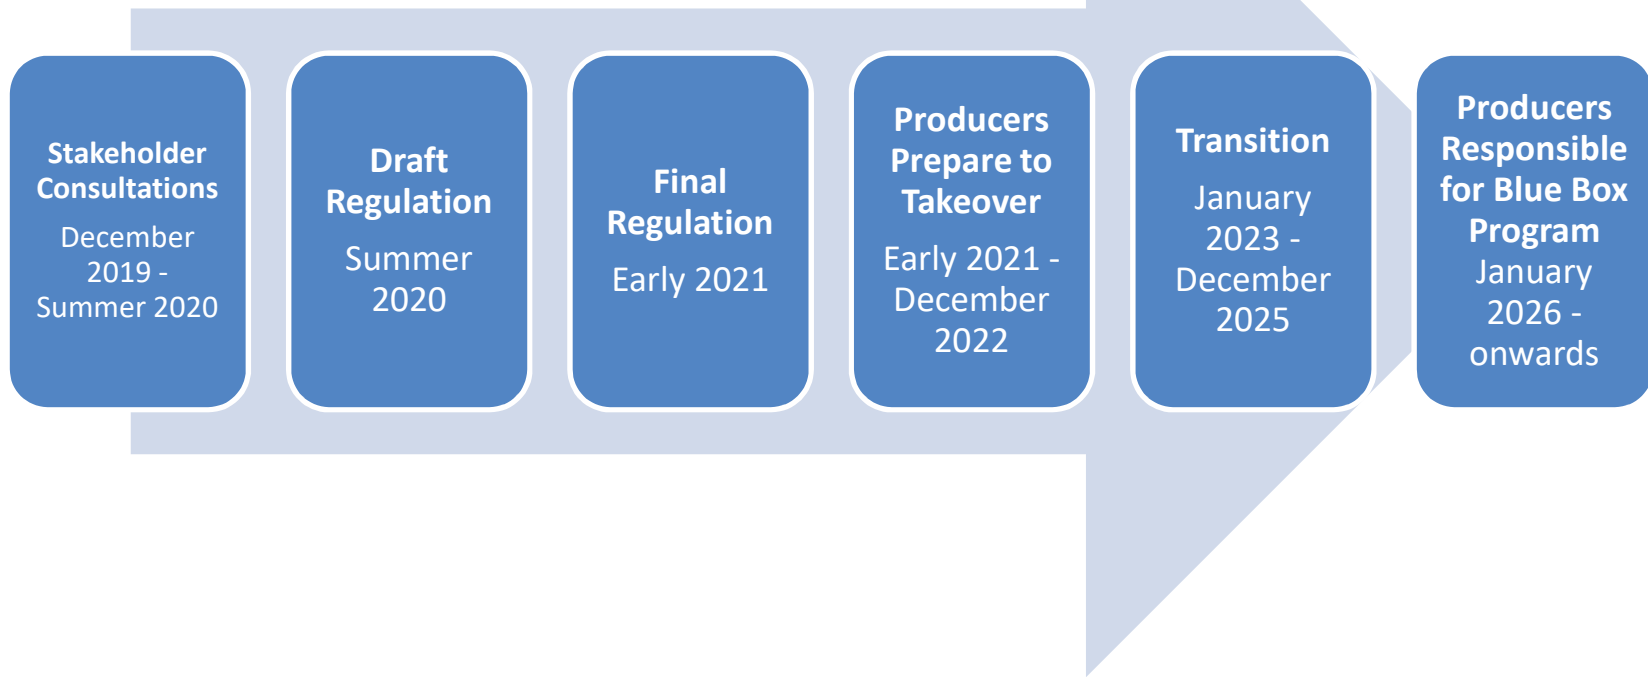 Stakeholder
Consultations
December
2019 -
Summer 2020
Draft
Regulation
Summer
2020
Final
Regulation
Early 2021
Producers
Prepare to
Takeover
Early 2021 -
December
2022
Transition
January
2023 -
December
2025
Producers
Responsible
for Blue Box
Program
January
2026 -
onwards